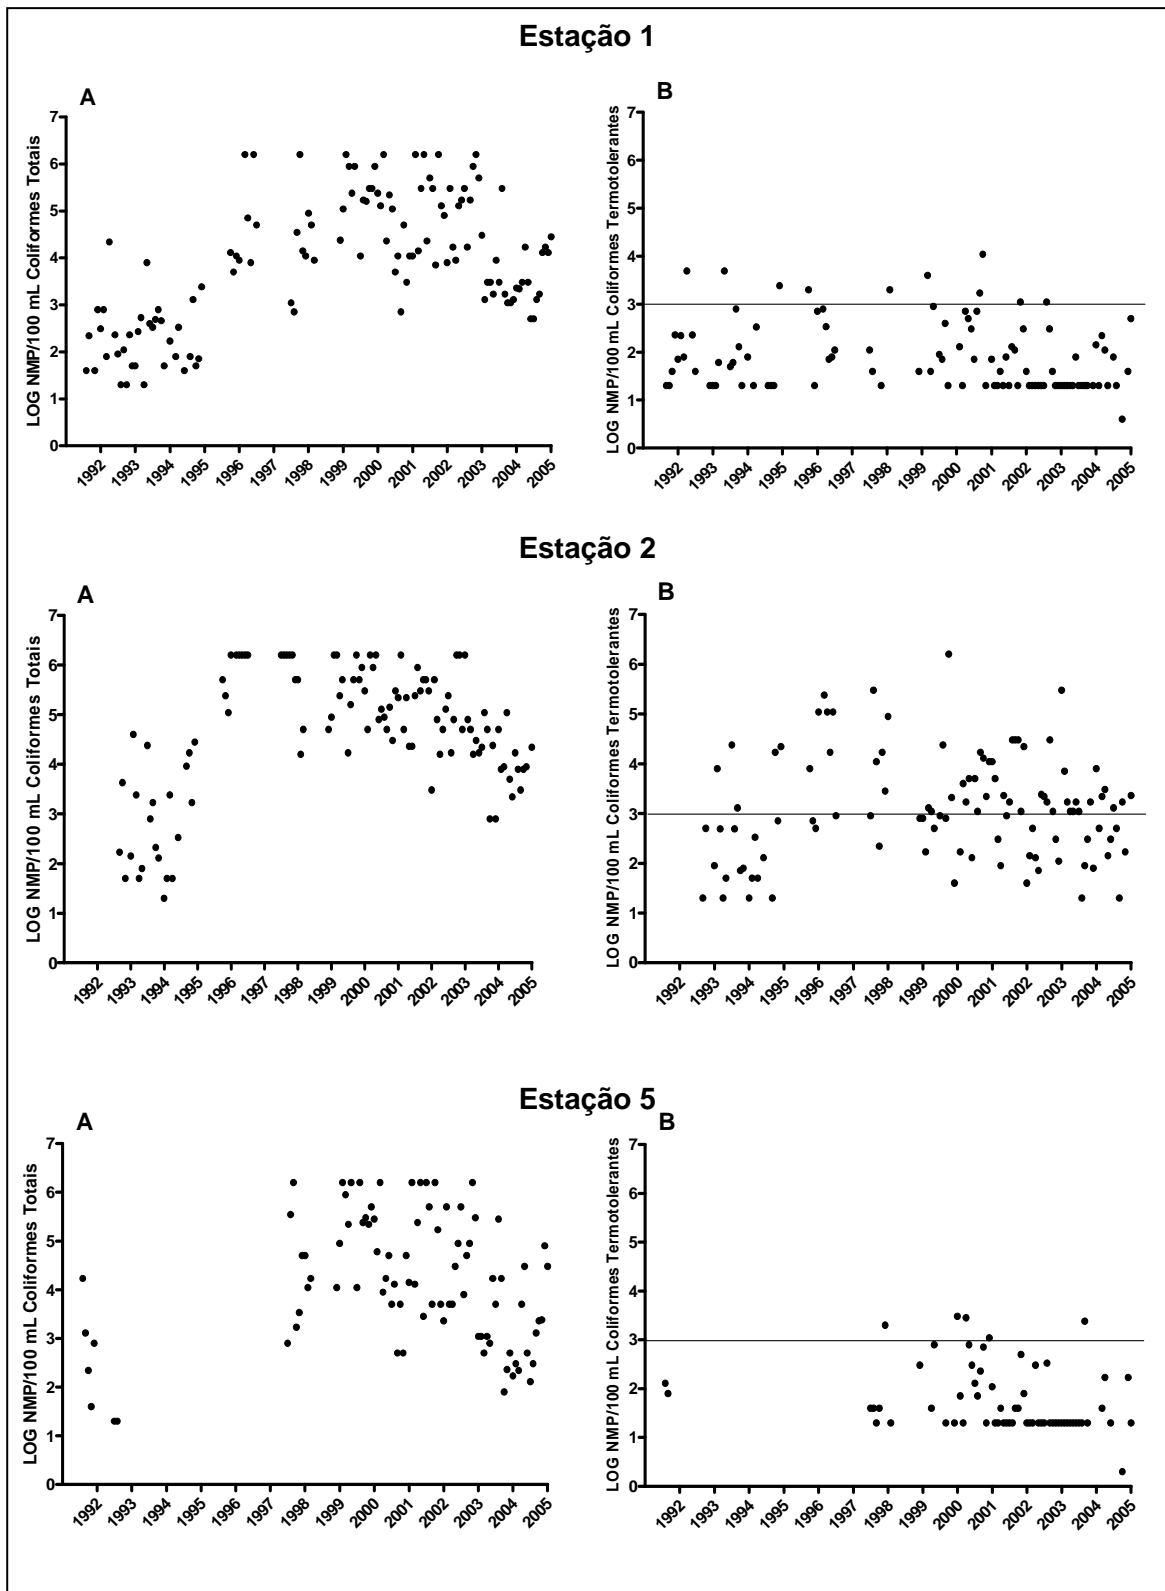 Estação 1
A
LOG NMP/100 mL Coliformes Totais
7
6
5
4
3
2
1
0
1992 1993 1994 1995 1996 1997 1998 1999 2000 2001 2002 2003 2004 2005
B
LOG NMP/100 mL Coliformes Termotolerantes
7
6
5
4
3
2
1
0
1992 1993 1994 1995 1996 1997 1998 1999 2000 2001 2002 2003 2004 2005
Estação 2
A
LOG NMP/100 mL Coliformes Totais
7
6
5
4
3
2
1
0
1992 1993 1994 1995 1996 1997 1998 1999 2000 2001 2002 2003 2004 2005
B
LOG NMP/100 mL Coliformes Termotolerantes
7
6
5
4
3
2
1
0
1992 1993 1994 1995 1996 1997 1998 1999 2000 2001 2002 2003 2004 2005
Estação 5
A
LOG NMP/100 mL Coliformes Totais
7
6
5
4
3
2
1
0
1992 1993 1994 1995 1996 1997 1998 1999 2000 2001 2002 2003 2004 2005
B
LOG NMP/100 mL Coliformes Termotolerantes
7
6
5
4
3
2
1
0
1992 1993 1994 1995 1996 1997 1998 1999 2000 2001 2002 2003 2004 2005